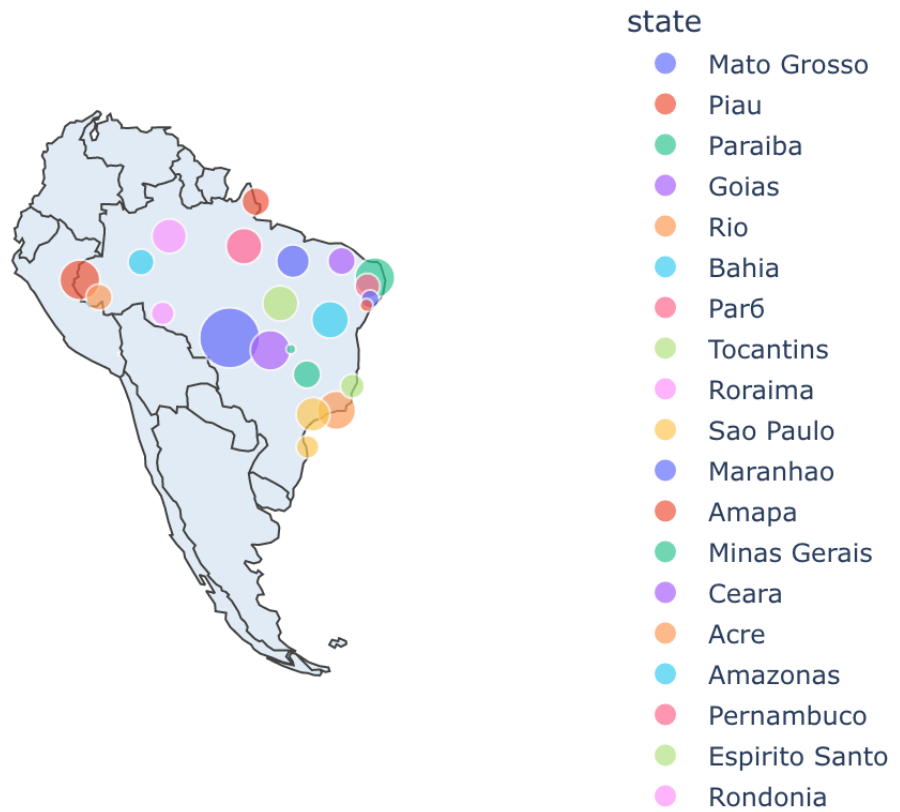 state
Mato Grosso
Piau
Paraiba
Goias
Rio
Bahia
Par6
Tocantins
Roraima
Sao Paulo
Maranhao
Amapa
Minas Gerais
Ceara
Acre
Amazonas
Pernambuco
Espirito Santo
Rondonia